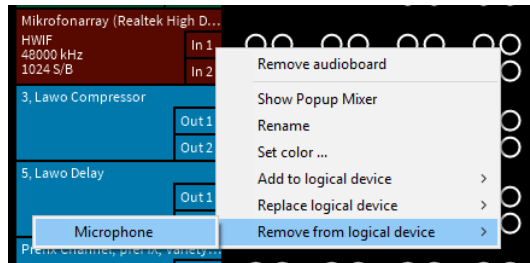 Mikrofonarray (Realtek High D...
HWIF
48000 kHz
1024 S/B
In 1
In 2
3, Lawo Compressor
Out 1
Out 2
5, Lawo Delay
Out 1
Remove audioboard
Show Popup Mixer
Rename
Set color ...
Add to logical device
Replace logical device
Remove from logical device
Microphone